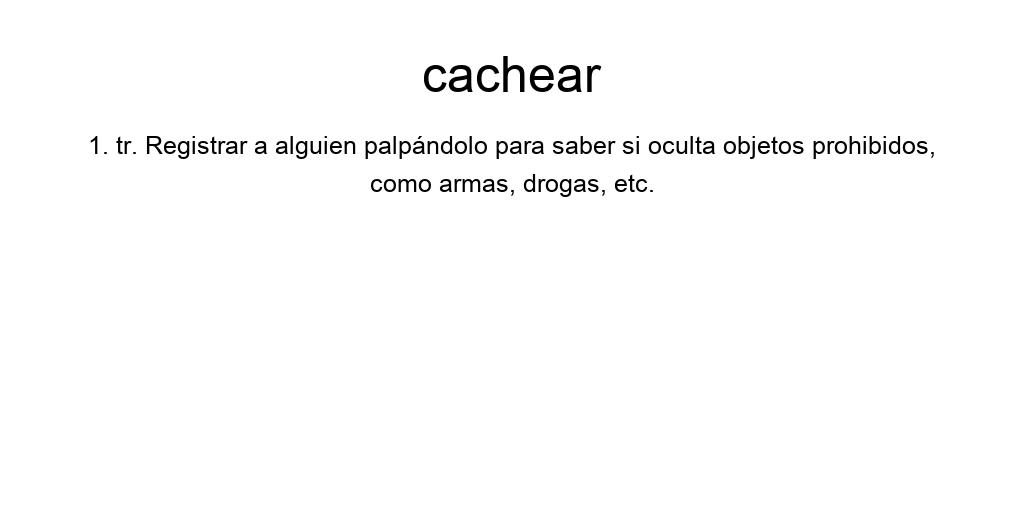 cachear
1. tr. Registrar a alguien palpándolo para saber si oculta objetos prohibidos,
como armas, drogas, etc.